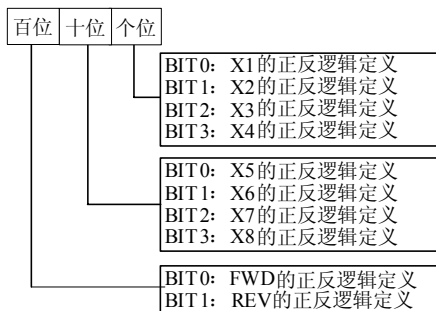 百位 十位 个位
BIT0：X1的正反逻辑定义
BIT1：X2的正反逻辑定义
BIT2：X3的正反逻辑定义
BIT3：X4的正反逻辑定义
BIT0：X5的正反逻辑定义
BIT1：X6的正反逻辑定义
BIT2：X7的正反逻辑定义
BIT3：X8的正反逻辑定义
BIT0：FWD的正反逻辑定义
BIT1：REV的正反逻辑定义